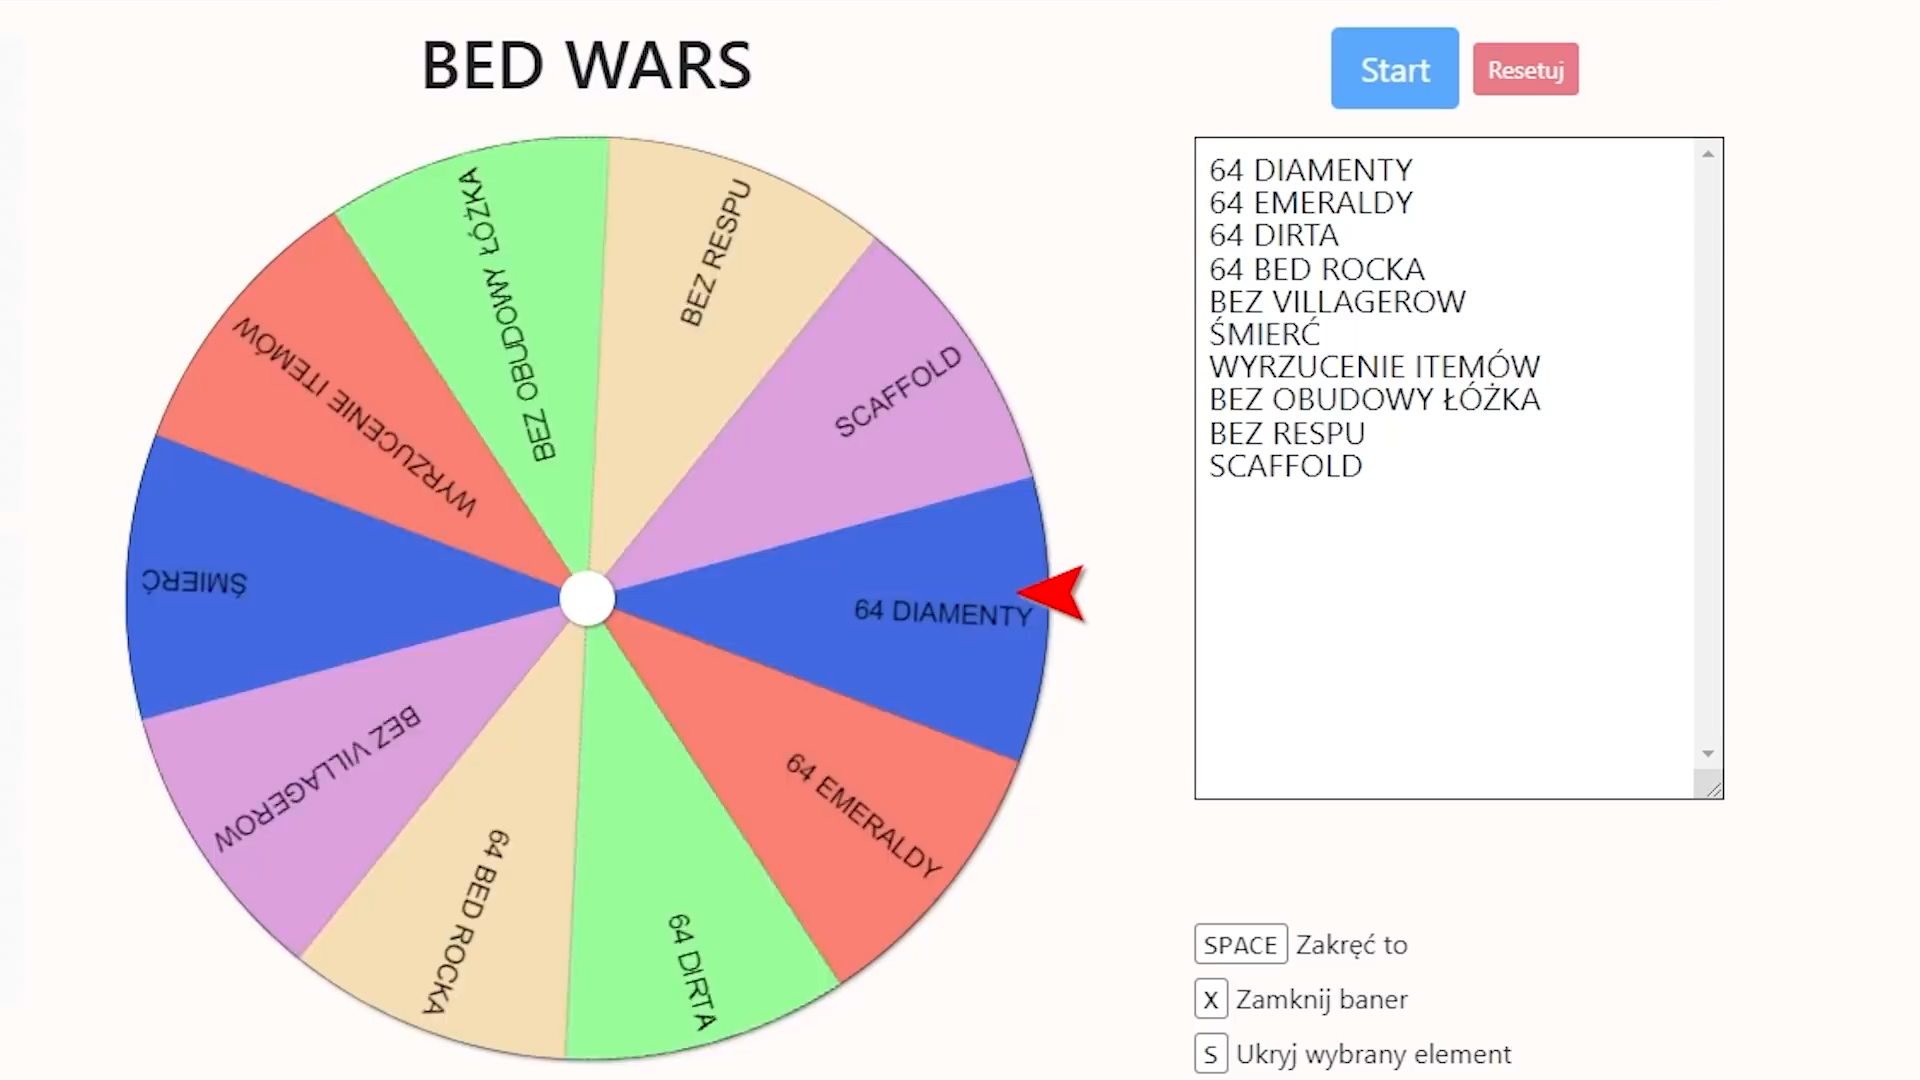 BED WARS
Start
Resetuj
BEZ OBUDOWY ŁÓŻKA
BEZ RESPU
WYRZUCENIE ITEMÓW
SCAFFOLD
ŚMIERĆ
64 DIAMENTY
BEZ VILLAGEROW
64 EMERALDY
64 BED ROCKA
64 DIRTA
64 DIAMENTY
64 EMERALDY
64 DIRTA
64 BED ROCKA
BEZ VILLAGEROW
ŚMIERĆ
WYRZUCENIE ITEMÓW
BEZ OBUDOWY ŁÓŻKA
BEZ RESPU
SCAFFOLD
SPACE Zakręć to
X Zamknij baner
S Ukryj wybrany element